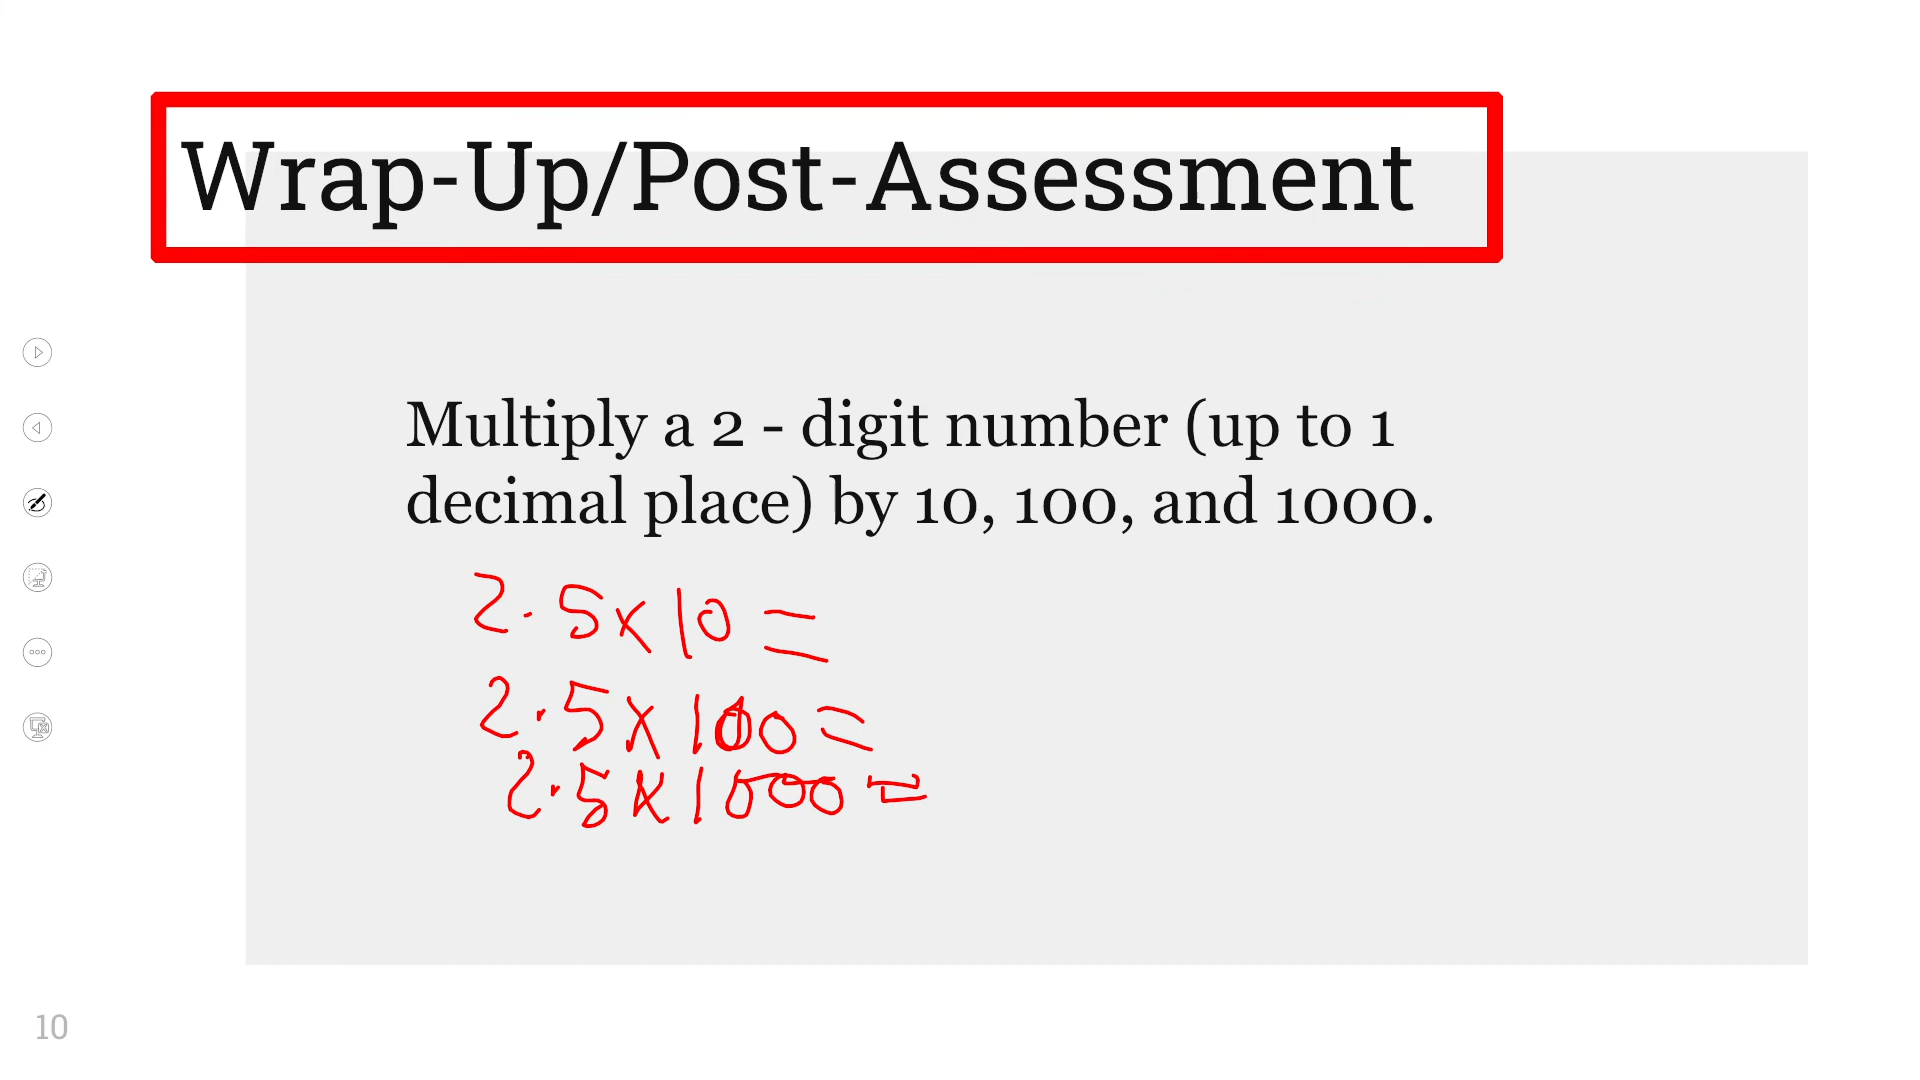 Wrap-Up/Post-Assessment
Multiply a 2 - digit number (up to 1
decimal place) by 10, 100, and 1000.
2.5x10=
2.5x100=
2.5x1000=
10